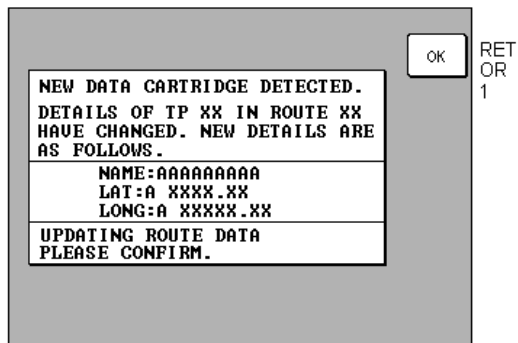 OK
RET
OR
1
NEW DATA CARTRIDGE DETECTED.
DETAILS OF TP XX IN ROUTE XX
HAVE CHANGED. NEW DETAILS ARE
AS FOLLOWS.
NAME:AAAAAAAAA
LAT:A XXXX.XX
LONG:A XXXXX.XX
UPDATING ROUTE DATA
PLEASE CONFIRM.